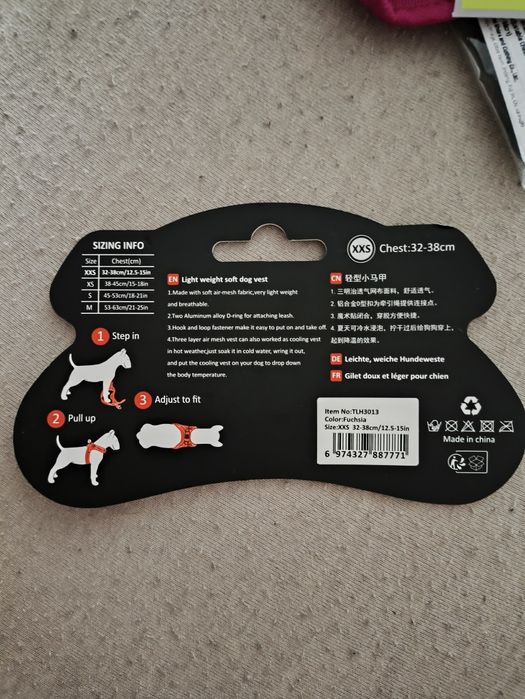 SIZING INFO
Size Chest(cm)
XXS 32-38cm/12.5-15in
XS 38-45cm/15-18in
S 45-53cm/18-21in
M 53-63cm/21-25in
1 Step in
2 Pull up
3 Adjust to fit
EN Light weight soft dog vest
1.Made with soft air-mesh fabric,very light weight
and breathable.
2.Two Aluminum alloy D-ring for attaching leash.
3.Hook and loop fastener make it easy to put on and take off.
4.Three layer air mesh vest can also worked as cooling vest
in hot weather,just soak it in cold water, wring it out,
and put the cooling vest on your dog to drop down
the body temperature.
XXS Chest:32-38cm
CN 轻型小马甲
1. 三明治透气网布面料、舒适透气.
2. 铝合金D型扣为牵引绳提供连接点.
3. 魔术贴闭合、穿脱方便快捷.
4. 夏天可冷水浸泡、拧干过后给狗狗穿上、
起到降温的效果.
DE Leichte, weiche Hundeweste
FR Gilet doux et léger pour chien
Item No:TLH3013
Color:Fuchsia
Size:XXS 32-38cm/12.5-15in
6 974327 887771
Made in china